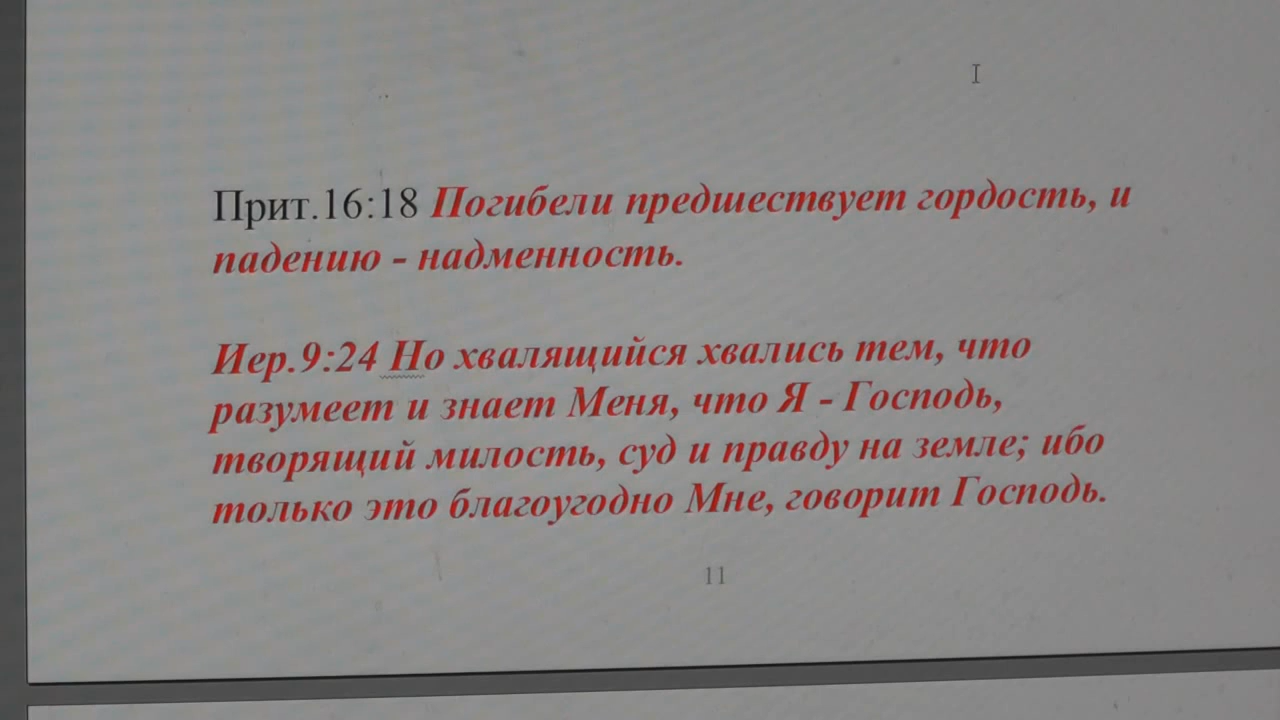 Прит.16:18 Погибели предшествует гордость, и
падению - надменность.
Иер.9:24 Но хвалящийся хвались тем, что
разумеет и знает Меня, что Я - Господь,
творящий милость, суд и правду на земле; ибо
только это благоугодно Мне, говорит Господь.
11